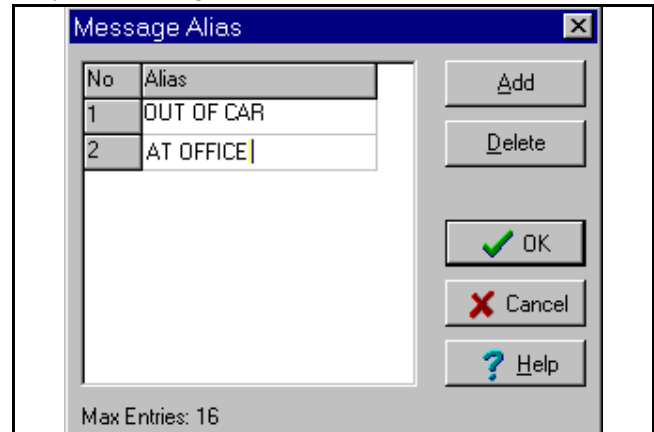 Message Alias
No Alias
1 OUT OF CAR
2 AT OFFICE
Add
Delete
OK
Cancel
Help
Max Entries: 16